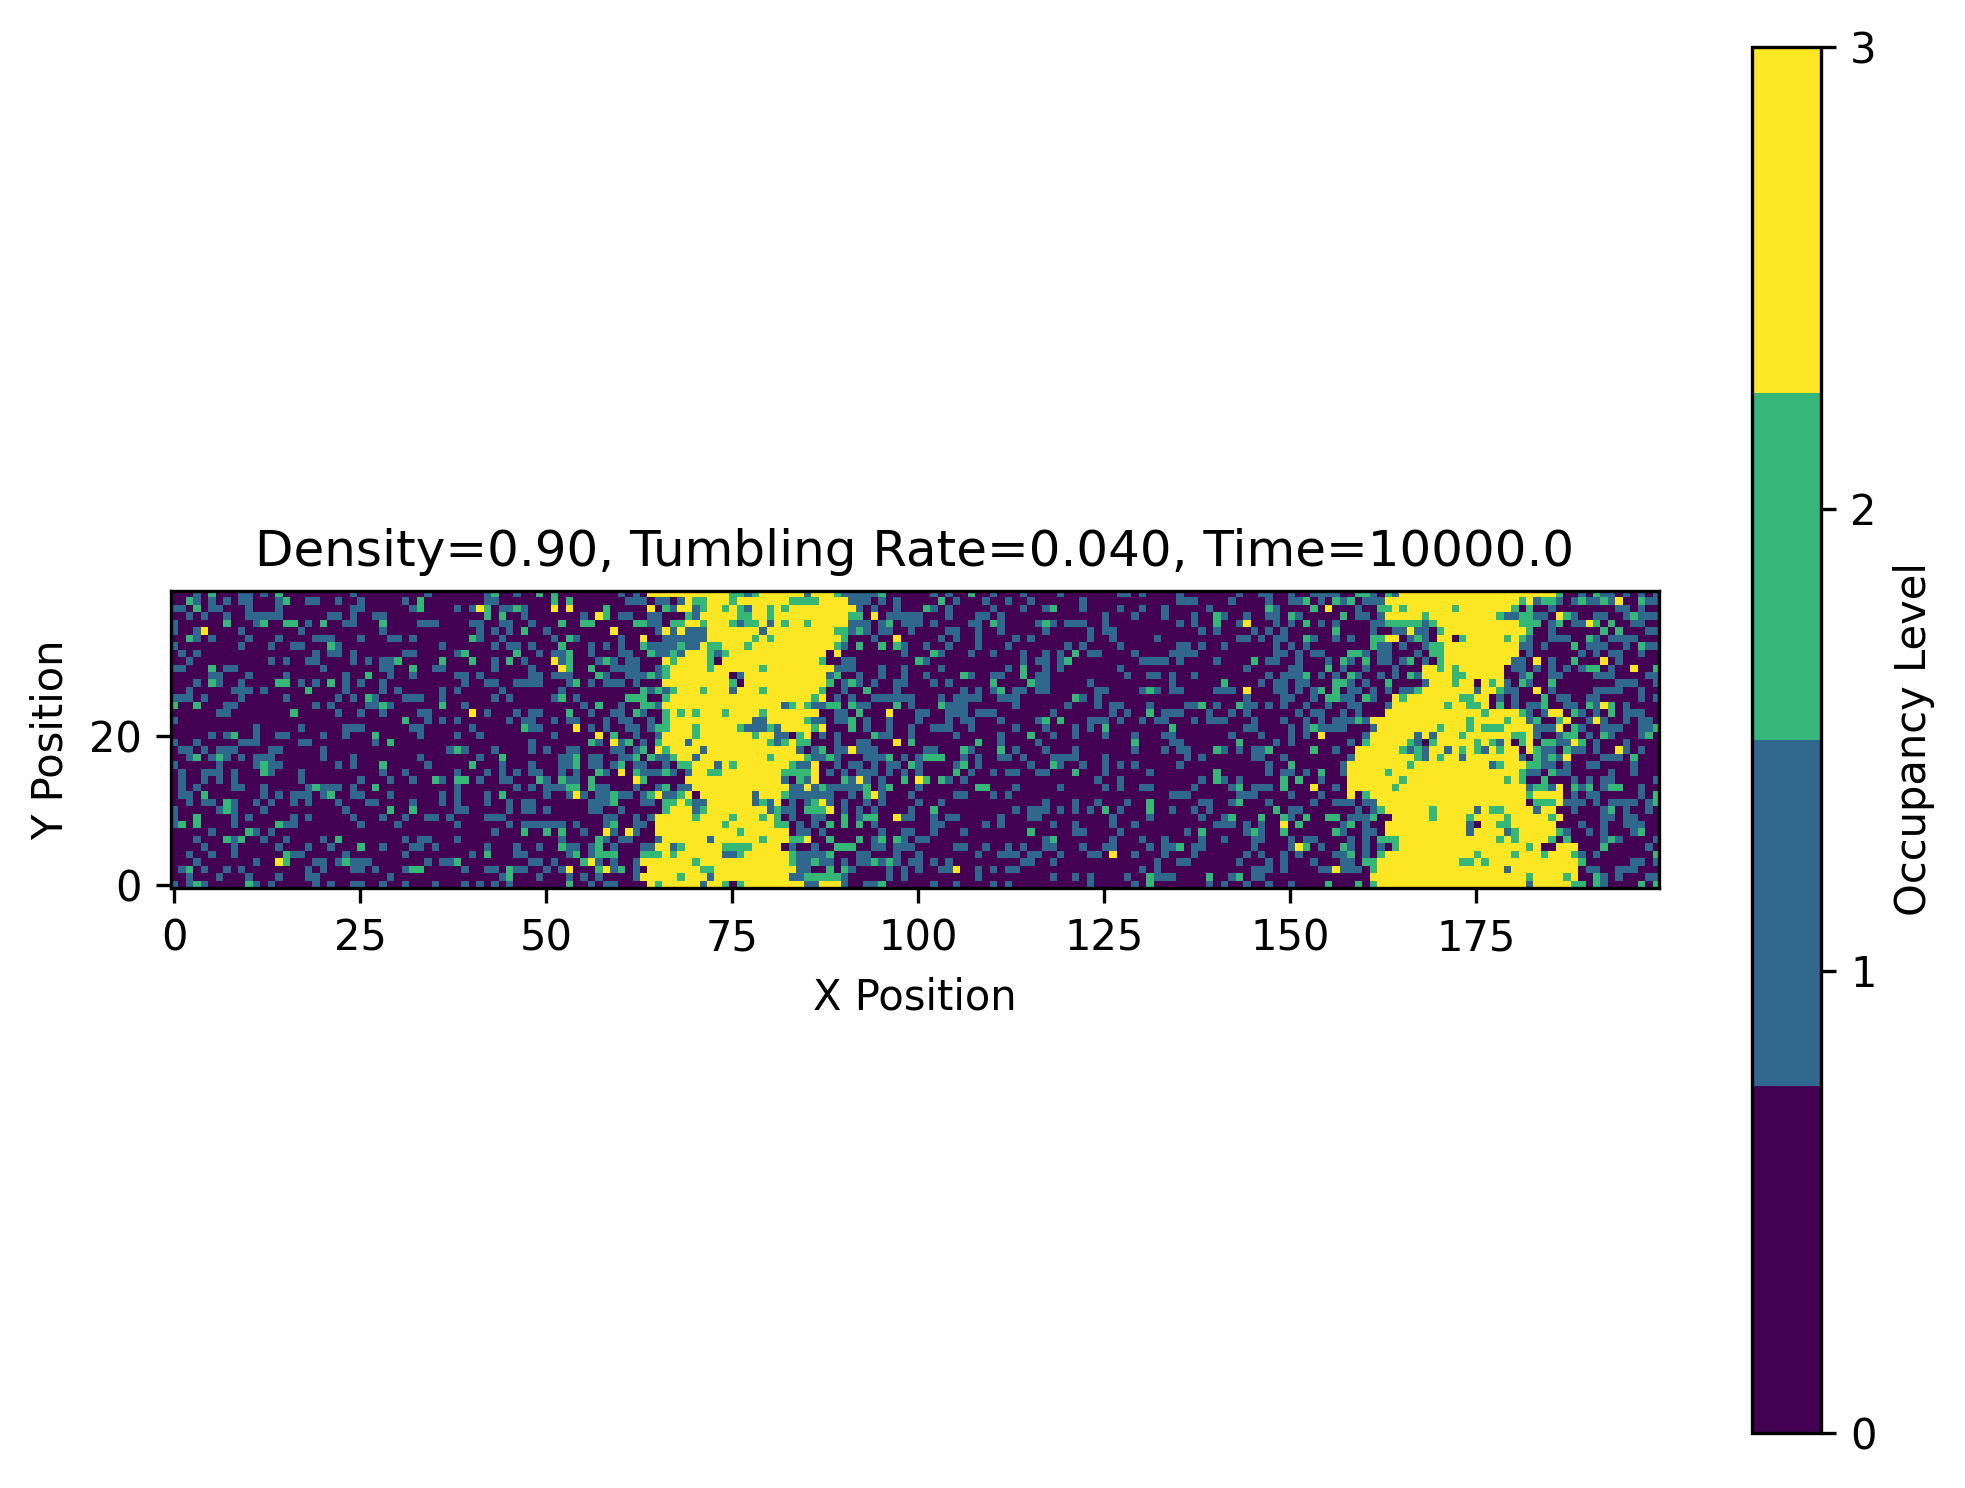 Density=0.90, Tumbling Rate=0.040, Time=10000.0
Y Position
20
0
0 25 50 75 100 125 150 175
X Position
3
2
1
0
Occupancy Level